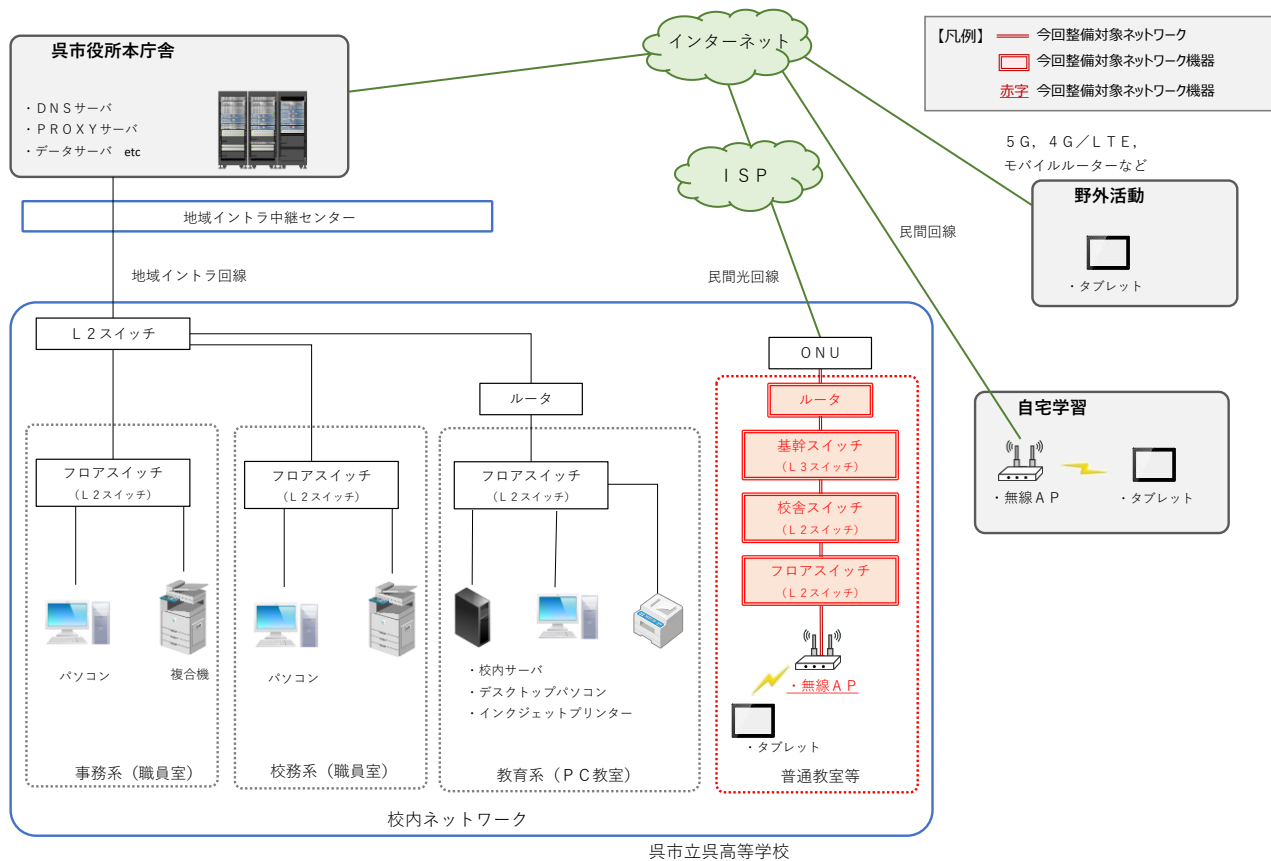 呉市役所本庁舎
・ＤＮＳサーバ
・ＰＲＯＸＹサーバ
・データサーバ etc
インターネット
【凡例】
今回整備対象ネットワーク
今回整備対象ネットワーク機器
赤字 今回整備対象ネットワーク機器
ＩＳＰ
５Ｇ，４Ｇ／ＬＴＥ，
モバイルルーターなど
野外活動
・タブレット
地域イントラ中継センター
地域イントラ回線
民間光回線
民間回線
Ｌ２スイッチ
ＯＮＵ
ルータ
ルータ
自宅学習
・無線ＡＰ
・タブレット
フロアスイッチ
（Ｌ２スイッチ）
フロアスイッチ
（Ｌ２スイッチ）
フロアスイッチ
（Ｌ２スイッチ）
基幹スイッチ
（Ｌ３スイッチ）
校舎スイッチ
（Ｌ２スイッチ）
フロアスイッチ
（Ｌ２スイッチ）
パソコン
複合機
パソコン
・校内サーバ
・デスクトップパソコン
・インクジェットプリンター
・無線ＡＰ
・タブレット
事務系（職員室）
校務系（職員室）
教育系（ＰＣ教室）
普通教室等
校内ネットワーク
呉市立呉高等学校